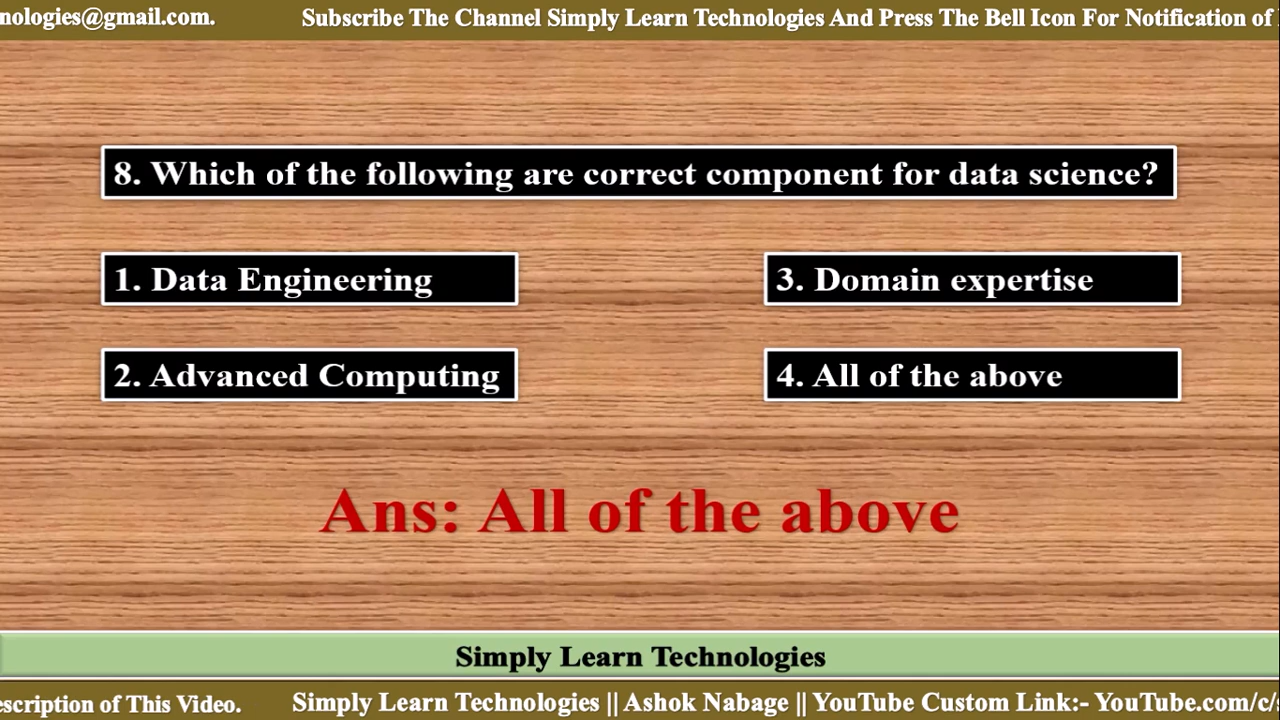 nologies@gmail.com. Subscribe The Channel Simply Learn Technologies And Press The Bell Icon For Notification of
8. Which of the following are correct component for data science?
1. Data Engineering
3. Domain expertise
2. Advanced Computing
4. All of the above
Ans: All of the above
Simply Learn Technologies
escription of This Video. Simply Learn Technologies || Ashok Nabage || YouTube Custom Link:- YouTube.com/c/